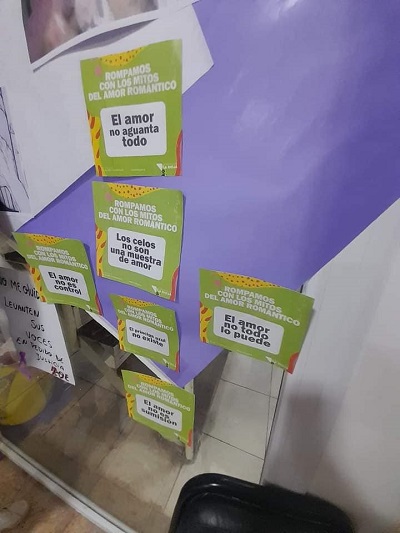 ROMPAMOS
CON LOS MITOS
DEL AMOR ROMÁNTICO
El amor
no aguanta
todo
ROMPAMOS
CON LOS MITOS
DEL AMOR ROMÁNTICO
Los celos
no son
una muestra
de amor
ROMPAMOS
CON LOS MITOS
DEL AMOR ROMÁNTICO
El amor
no es
control
ROMPAMOS
CON LOS MITOS
DEL AMOR ROMÁNTICO
El príncipe azul
no existe
ROMPAMOS
CON LOS MITOS
DEL AMOR ROMÁNTICO
El amor
no todo
lo puede
ROMPAMOS
CON LOS MITOS
DEL AMOR ROMÁNTICO
El amor
no es
sumisión
LEVANTEN
SUS
VOCES